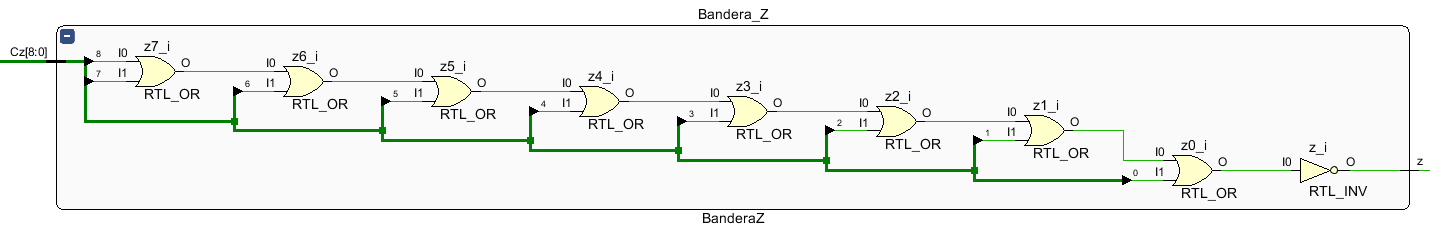 Bandera_Z
Cz[8:0]
8 I0 z7_i O
7 I1
RTL_OR
I0 z6_i O
6 I1
RTL_OR
I0 z5_i O
5 I1
RTL_OR
I0 z4_i O
4 I1
RTL_OR
I0 z3_i O
3 I1
RTL_OR
I0 z2_i O
2 I1
RTL_OR
I0 z1_i O
1 I1
RTL_OR
I0 z0_i O
0 I1
RTL_OR
I0 z_i O
RTL_INV
z
BanderaZ